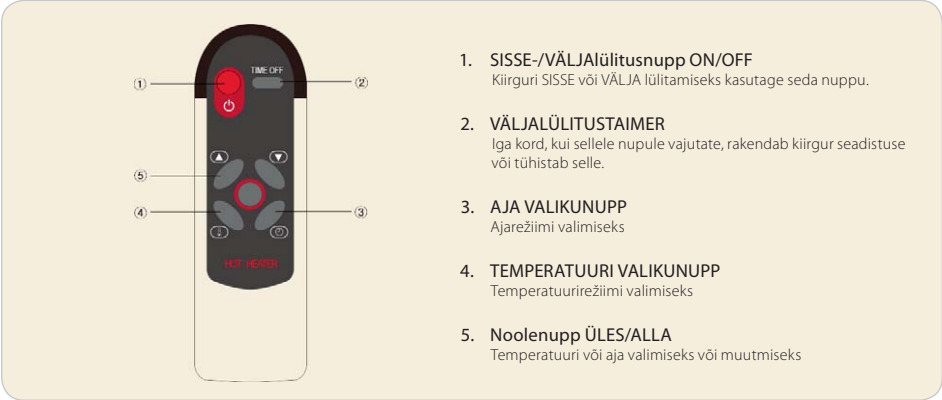 TIME OFF
①
②
⑤
④
③
HOT HEATER
1. SISSE-/VÄLJAlülitusnupp ON/OFF
Kiirguri SISSE või VÄLJA lülitamiseks kasutage seda nuppu.
2. VÄLJALÜLITUSTAIMER
Iga kord, kui sellele nupule vajutate, rakendab kiirgur seadistuse
või tühistab selle.
3. AJA VALIKUNUPP
Ajarežiimi valimiseks
4. TEMPERATUURI VALIKUNUPP
Temperatuurirežiimi valimiseks
5. Noolenupp ÜLES/ALLA
Temperatuuri või aja valimiseks või muutmiseks